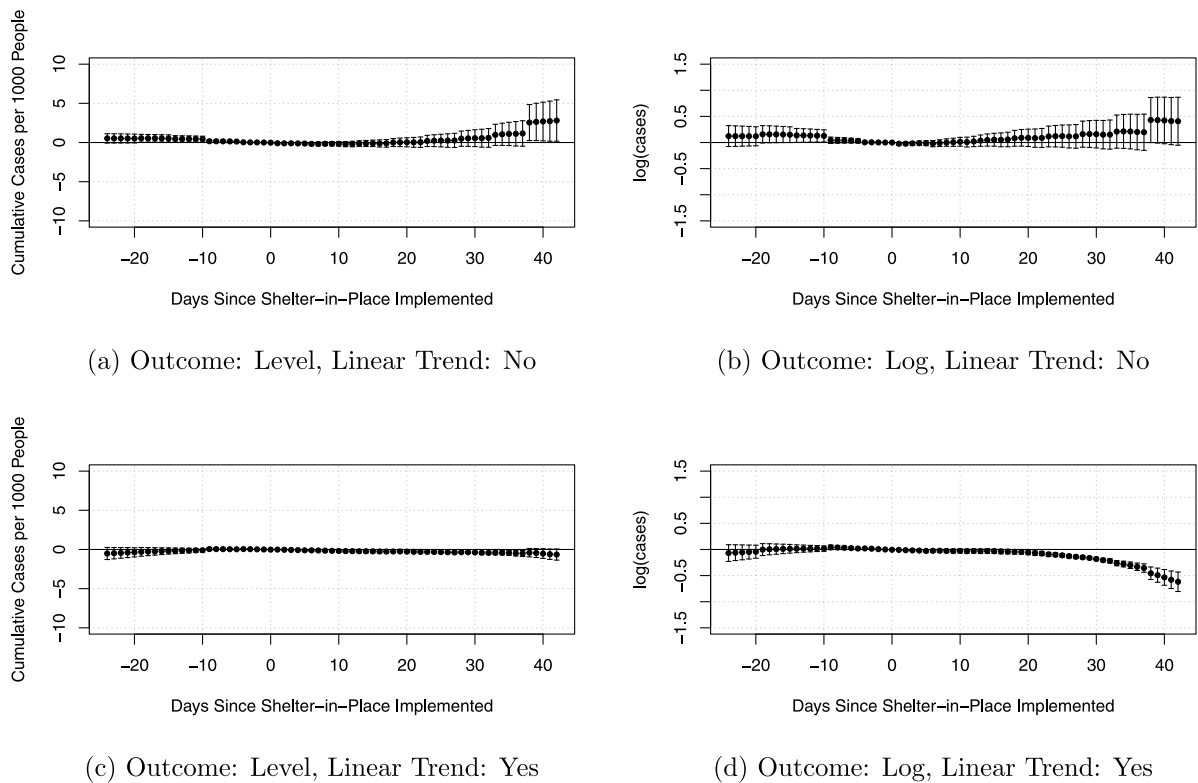 Cumulative Cases per 1000 People
10
5
0
−5
−10
−20 −10 0 10 20 30 40
Days Since Shelter−in−Place Implemented
(a) Outcome: Level, Linear Trend: No
log(cases)
1.5
0.5
−0.5
−1.5
−20 −10 0 10 20 30 40
Days Since Shelter−in−Place Implemented
(b) Outcome: Log, Linear Trend: No
Cumulative Cases per 1000 People
10
5
0
−5
−10
−20 −10 0 10 20 30 40
Days Since Shelter−in−Place Implemented
(c) Outcome: Level, Linear Trend: Yes
log(cases)
1.5
0.5
−0.5
−1.5
−20 −10 0 10 20 30 40
Days Since Shelter−in−Place Implemented
(d) Outcome: Log, Linear Trend: Yes